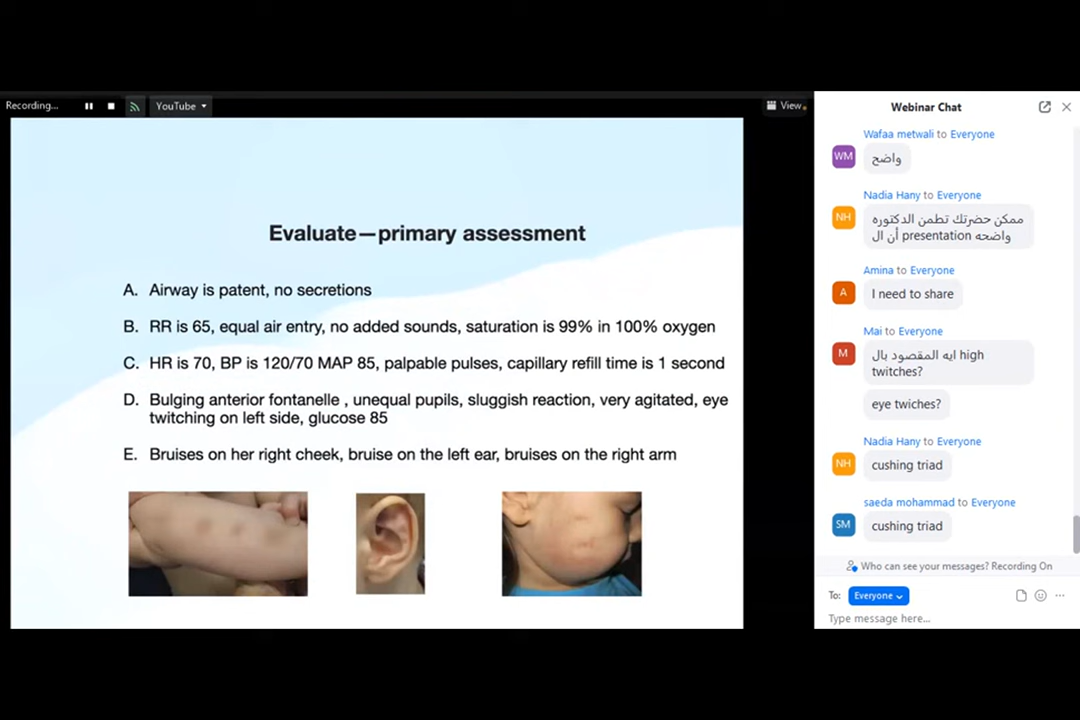 Recording...
YouTube
View
Evaluate—primary assessment
A. Airway is patent, no secretions
B. RR is 65, equal air entry, no added sounds, saturation is 99% in 100% oxygen
C. HR is 70, BP is 120/70 MAP 85, palpable pulses, capillary refill time is 1 second
D. Bulging anterior fontanelle , unequal pupils, sluggish reaction, very agitated, eye
twitching on left side, glucose 85
E. Bruises on her right cheek, bruise on the left ear, bruises on the right arm
Webinar Chat
Wafaa metwali to Everyone
WM
واضح
Nadia Hany to Everyone
NH
ممكن حضرتك تطمن الدكتوره
أن ال presentation واضحه
Amina to Everyone
A
I need to share
Mai to Everyone
M
ايه المقصود بال high
twitches?
eye twiches?
Nadia Hany to Everyone
NH
cushing triad
saeda mohammad to Everyone
SM
cushing triad
Who can see your messages? Recording On
To: Everyone
Type message here...